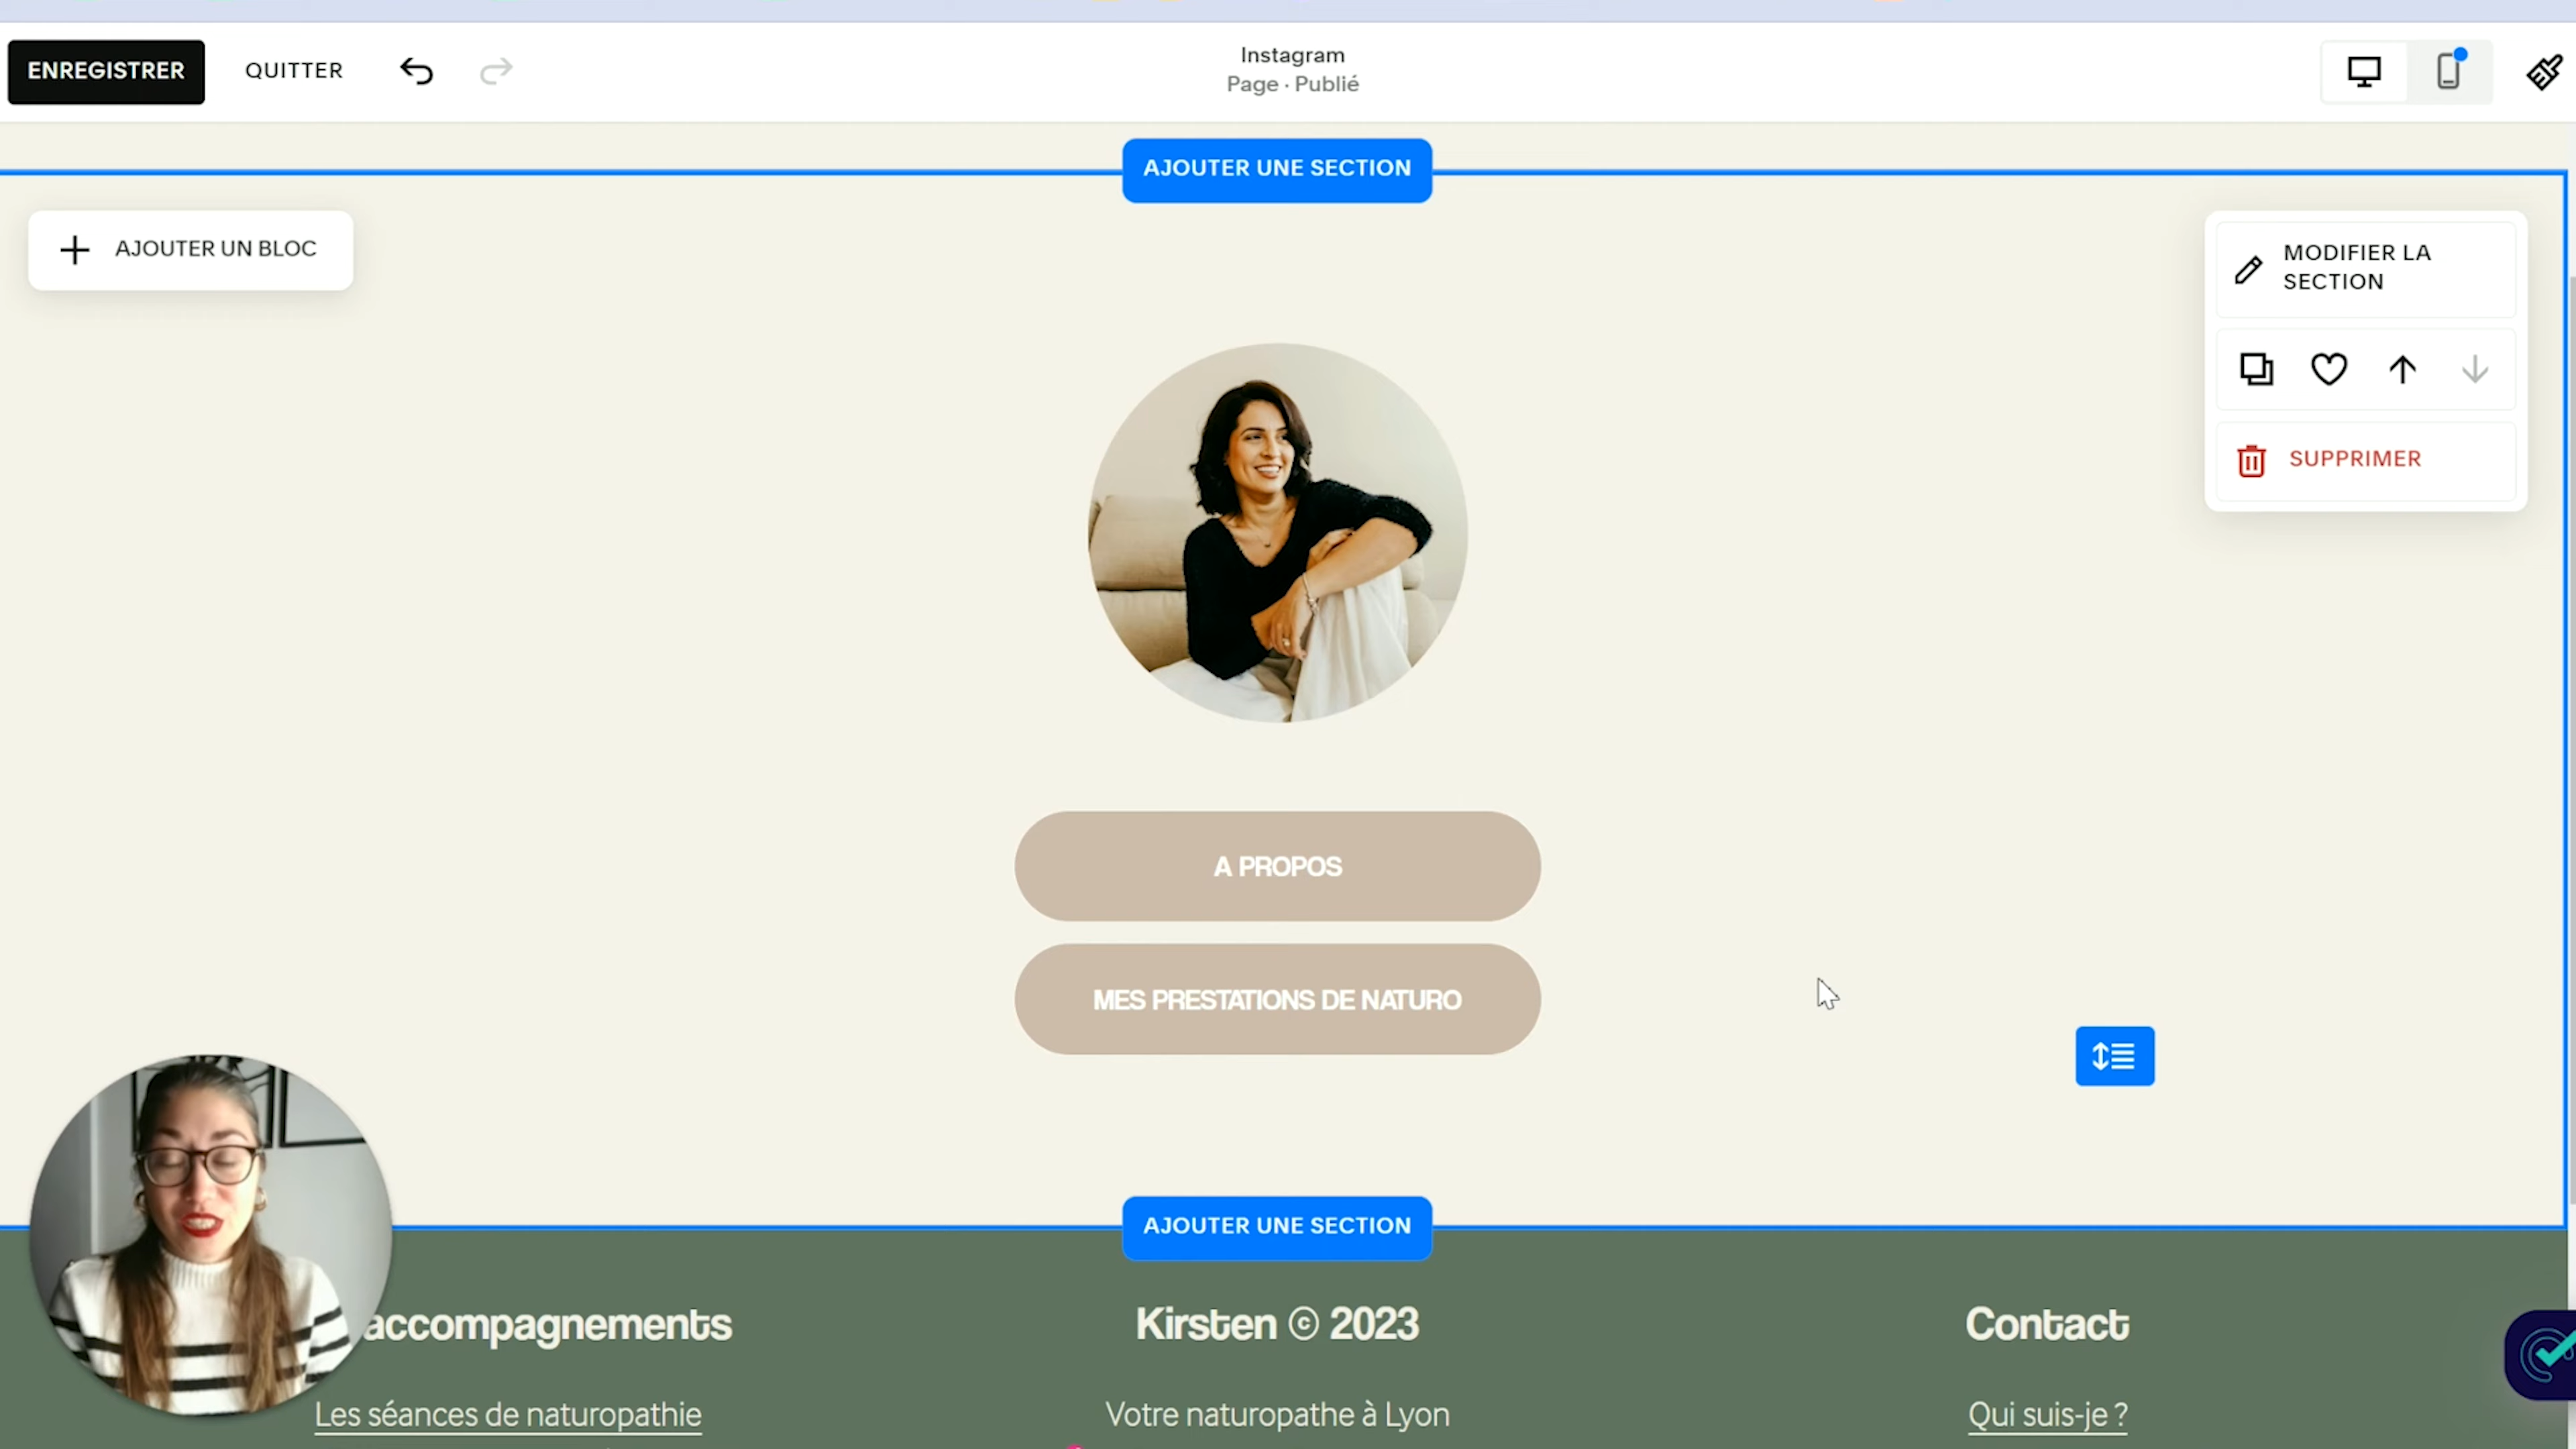 ENREGISTRER
QUITTER
Instagram
Page · Publié
AJOUTER UNE SECTION
AJOUTER UN BLOC
MODIFIER LA
SECTION
SUPPRIMER
A PROPOS
MES PRESTATIONS DE NATURO
AJOUTER UNE SECTION
accompagnements
Kirsten © 2023
Contact
Les séances de naturopathie
Votre naturopathe à Lyon
Qui suis-je ?